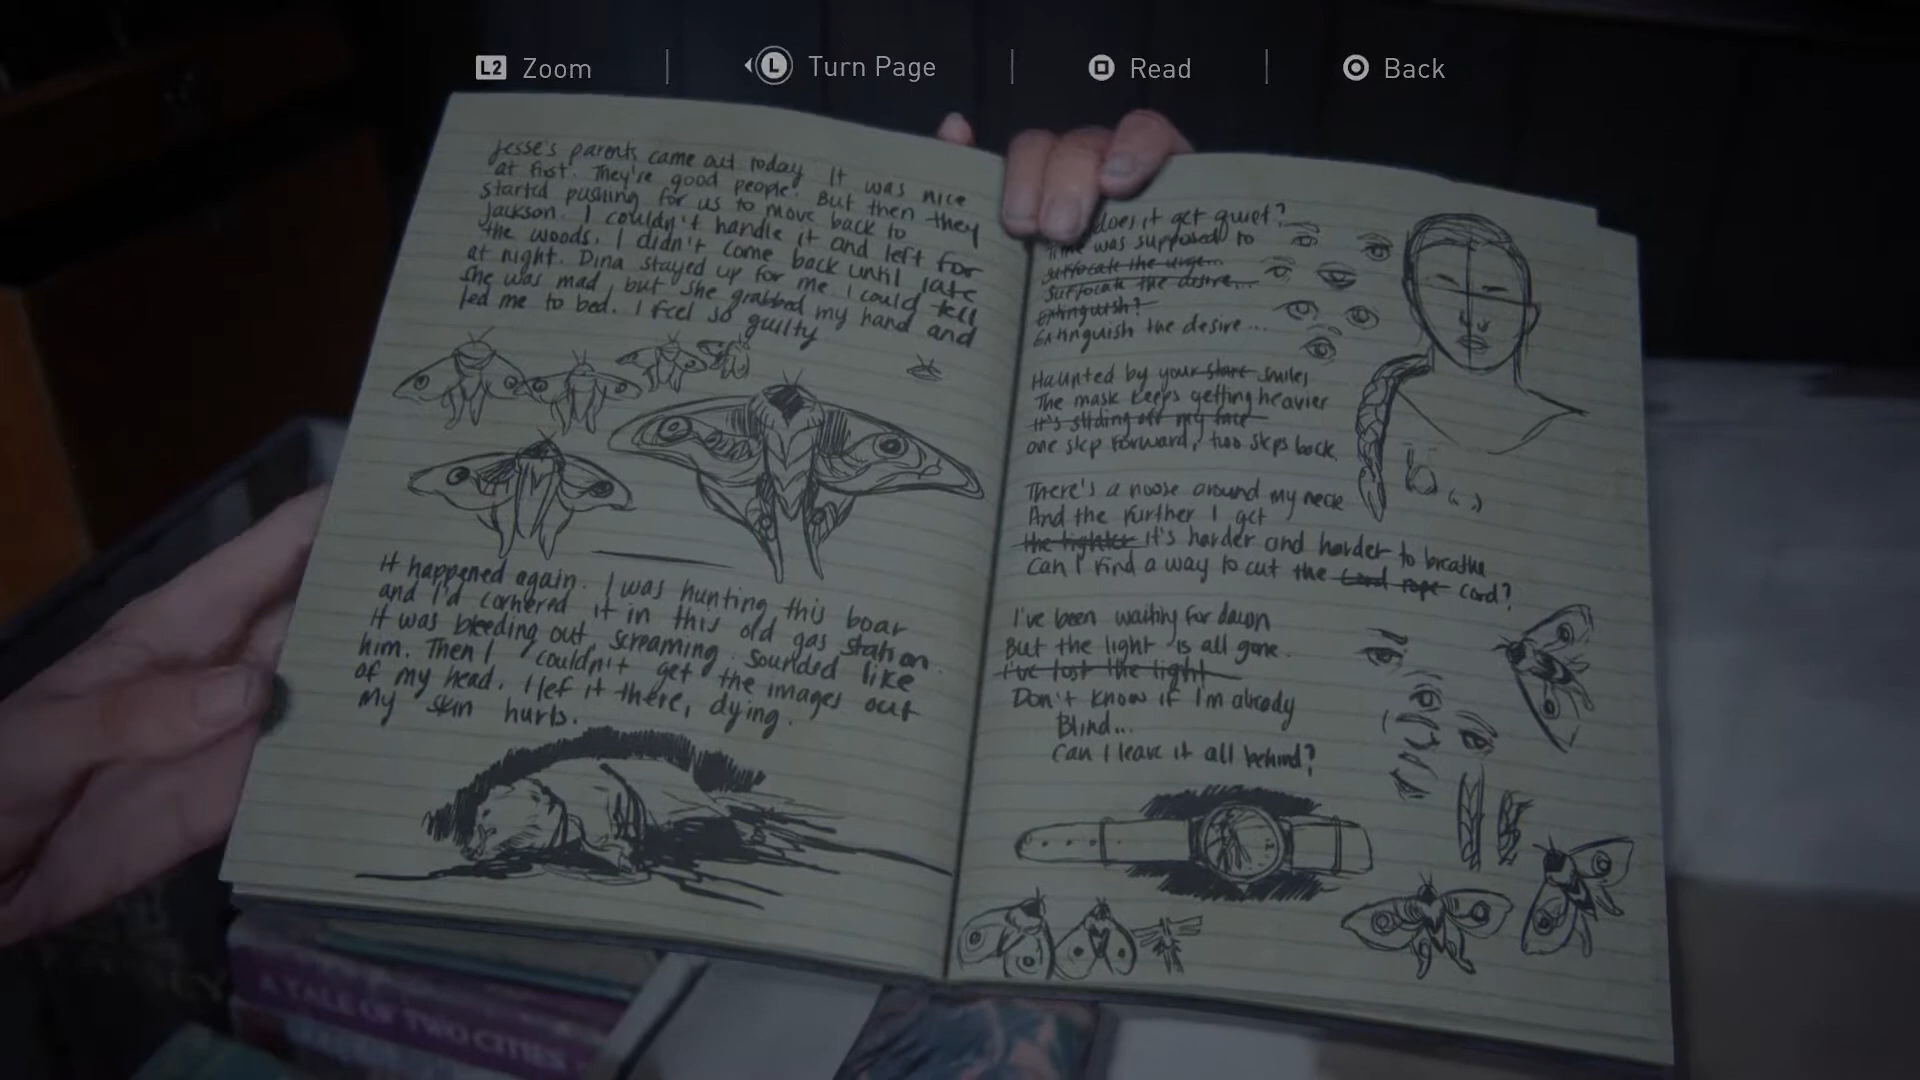 L2 Zoom
L Turn Page
Read
Back
Jesse's parents came out today. It was nice
at first. They're good people. But then they
started pushing for us to move back to
Jackson. I couldn't handle it and left for
the woods. I didn't come back until late
at night. Dina stayed up for me. I could tell
she was mad, but she grabbed my hand and
led me to bed. I feel so guilty
It happened again. I was hunting this boar
and I'd cornered it in this old gas station.
It was bleeding out, screaming. Sounded like
him. Then I couldn't get the images out
of my head. I lef it there, dying.
My skin hurts.
does it get quiet?
Time was supposed to
suffocate the urge...
suffocate the desire...
extinguish?
Extinguish the desire...
Haunted by your stare smiles
The mask keeps getting heavier
It's sliding off my face
one step forward, two steps back.
There's a noose around my neck
And the further I get
the tighter it's harder and harder to breathe
Can I find a way to cut the cord rope cord?
I've been waiting for dawn
But the light is all gone.
I've lost the light
Don't know if I'm already
Blind...
Can I leave it all behind?
A TALE OF TWO CITIES